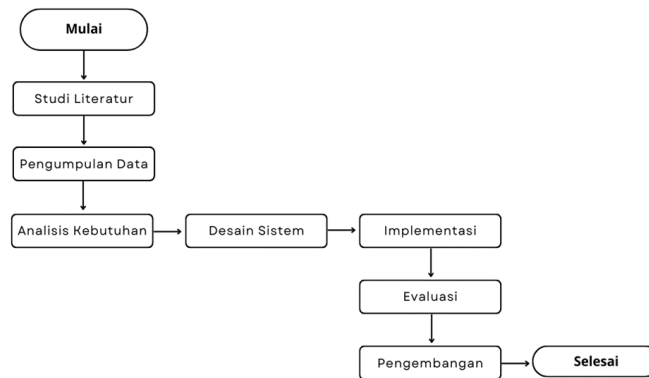 Mulai
Studi Literatur
Pengumpulan Data
Analisis Kebutuhan
Desain Sistem
Implementasi
Evaluasi
Pengembangan
Selesai